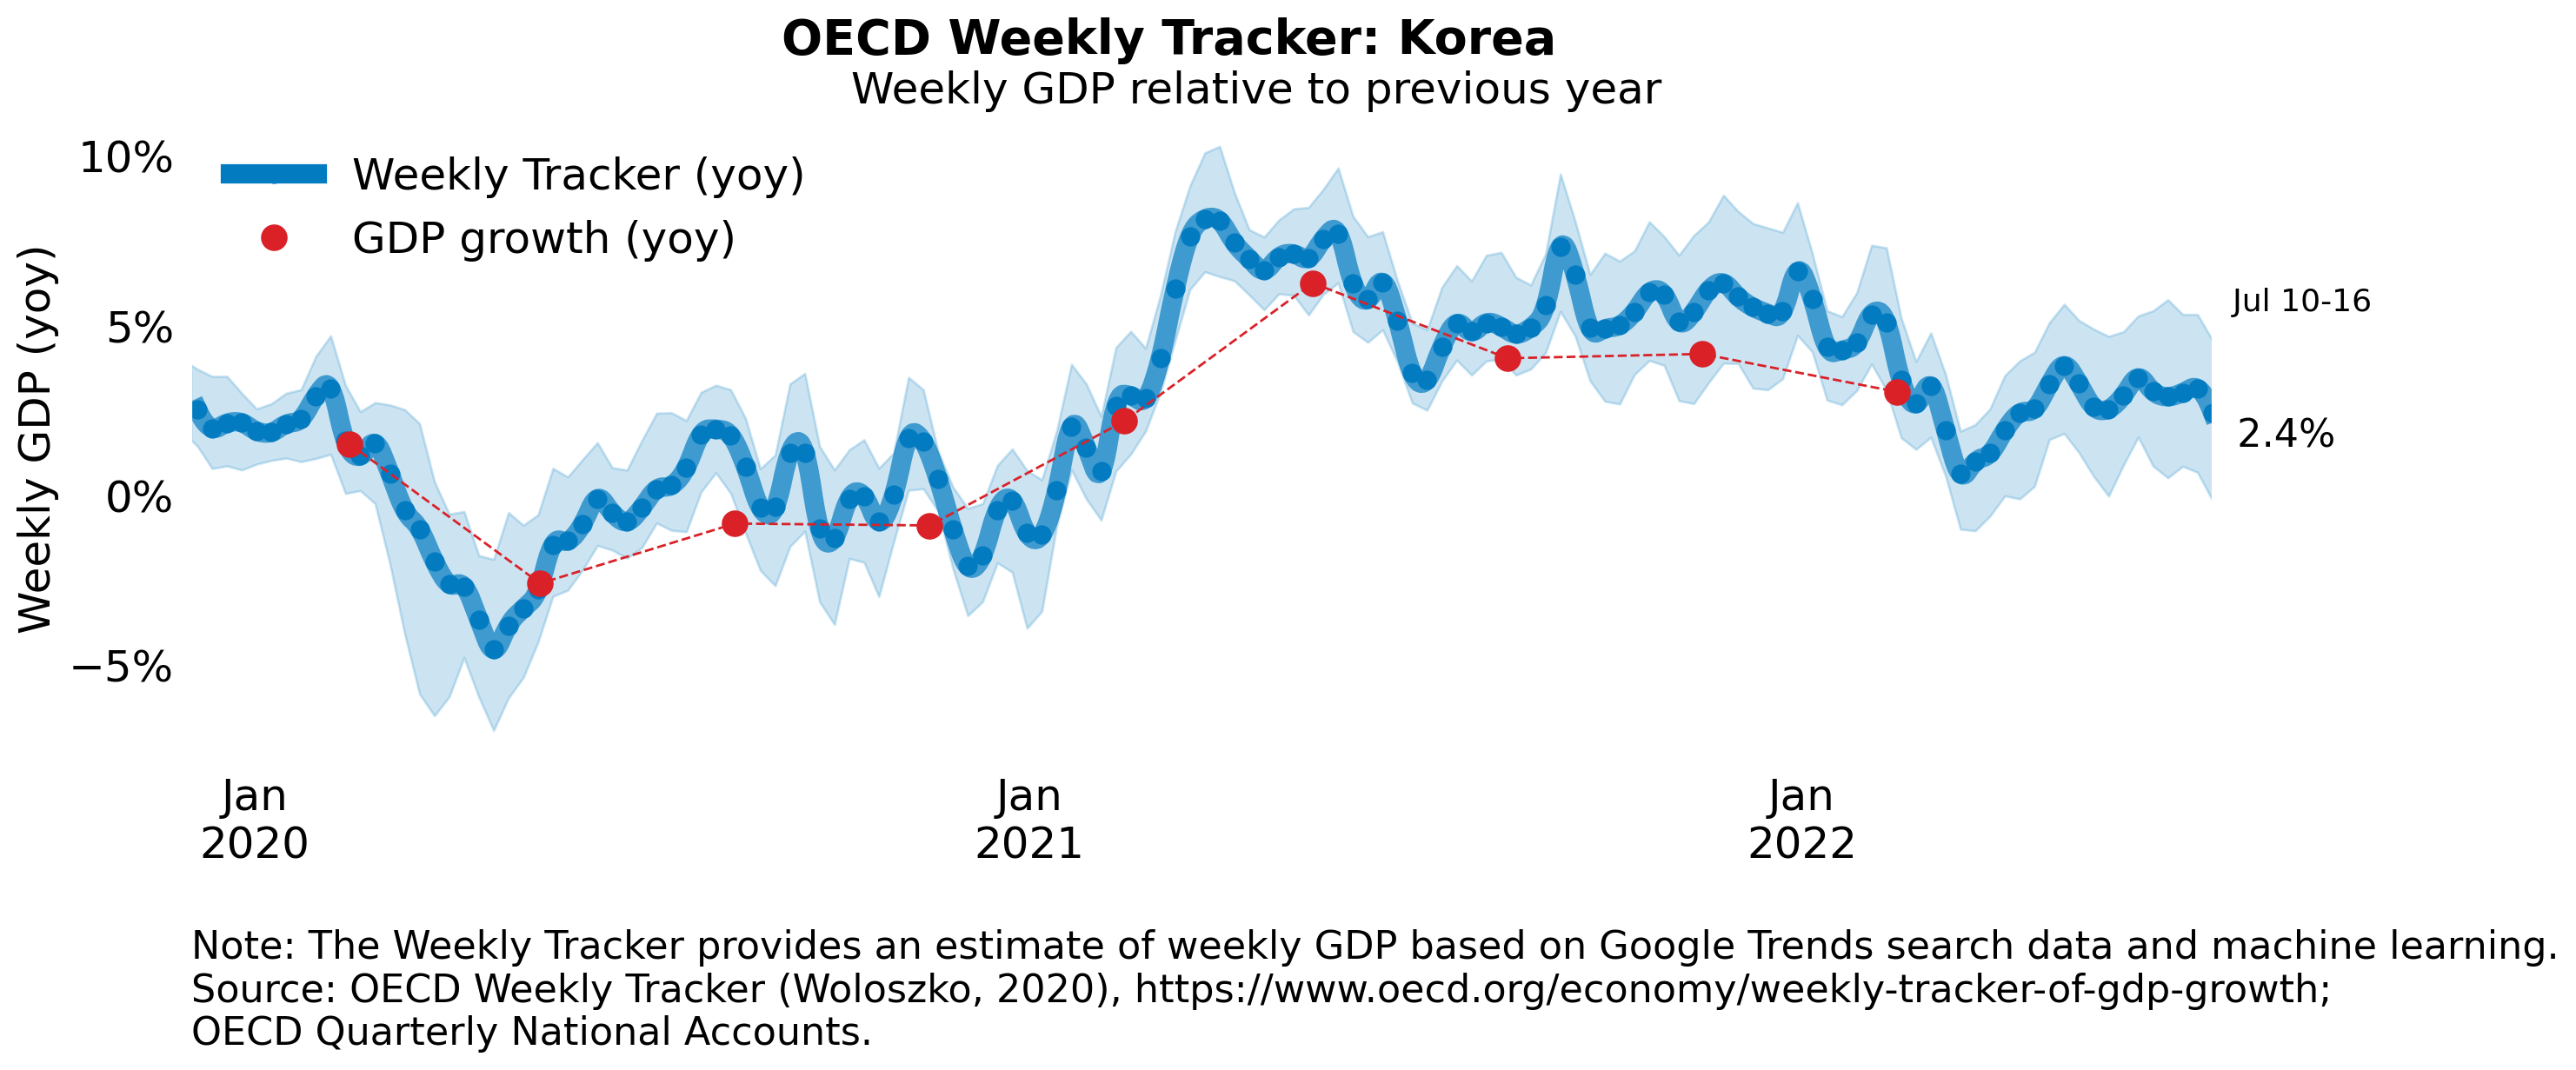 OECD Weekly Tracker: Korea
Weekly GDP relative to previous year
Weekly GDP (yoy)
10%
5%
0%
−5%
Weekly Tracker (yoy)
GDP growth (yoy)
Jul 10-16
2.4%
Jan
2020
Jan
2021
Jan
2022
Note: The Weekly Tracker provides an estimate of weekly GDP based on Google Trends search data and machine learning.
Source: OECD Weekly Tracker (Woloszko, 2020), https://www.oecd.org/economy/weekly-tracker-of-gdp-growth;
OECD Quarterly National Accounts.